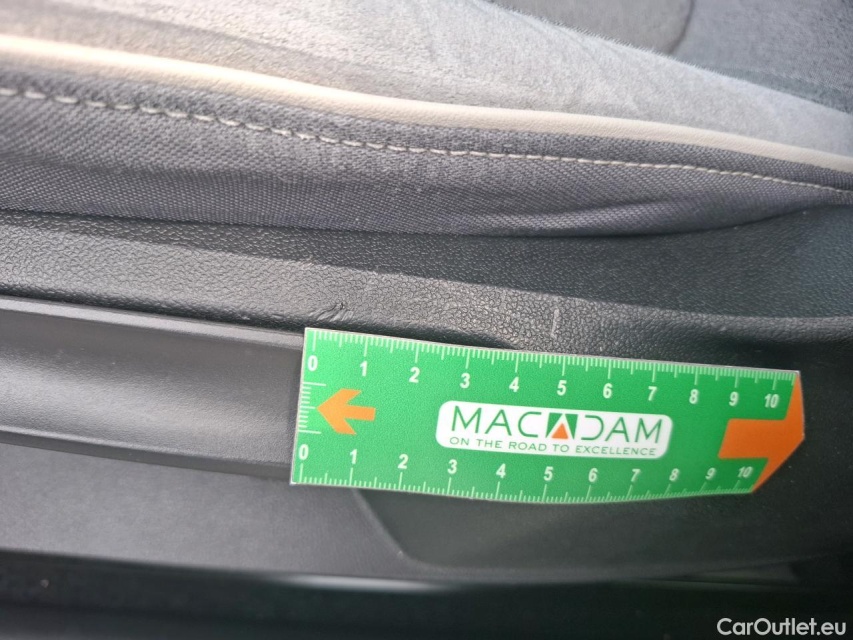 0 1 2 3 4 5 6 7 8 9 10
MACADAM
ON THE ROAD TO EXCELLENCE
0 1 2 3 4 5 6 7 8 9 10
CarOutlet.eu